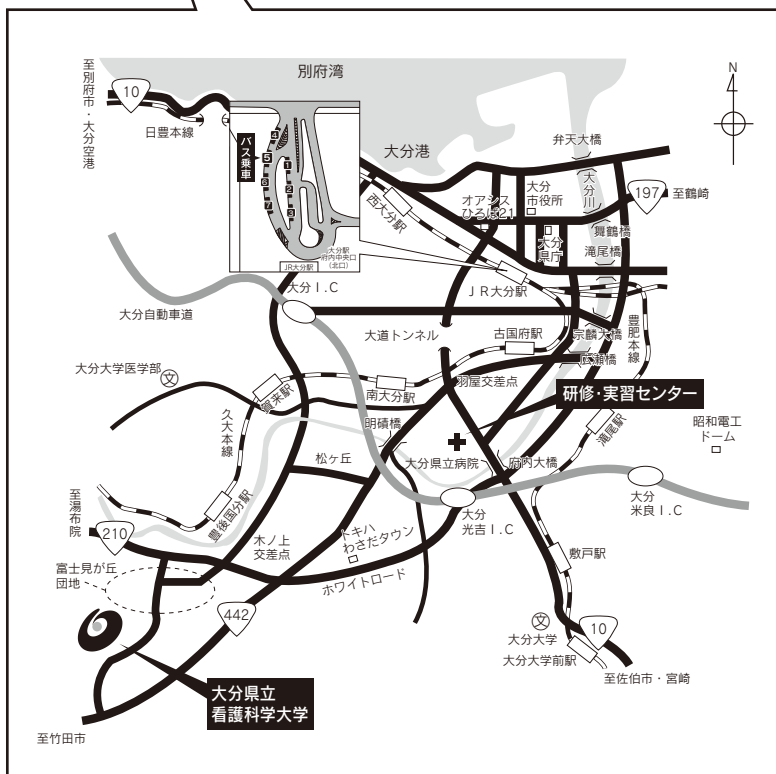 別府湾
N
至別府市・大分空港
10
日豊本線
バス乗車
4
5
6
7
1
2
3
JR大分駅
府内中央口
(北口)
JR大分駅
大分港
西大分駅
弁天大橋
大分川
大分
市役所
オアシス
ひろば21
197
至鶴崎
舞鶴橋
大分
県庁
滝尾橋
大分I.C
JR大分駅
大分自動車道
大道トンネル
古国府駅
宗麟大橋
豊肥本線
広瀬橋
大分大学医学部
文
賀来駅
南大分駅
羽屋交差点
研修・実習センター
久大本線
明磧橋
滝尾駅
昭和電工
ドーム
松ヶ丘
大分県立病院
府内大橋
豊後国分駅
大分
光吉I.C
大分
米良I.C
至湯布院
210
木ノ上
交差点
トキハ
わさだタウン
ホワイトロード
敷戸駅
富士見が丘
団地
442
文
大分大学
大分大学前駅
10
至佐伯市・宮崎
大分県立
看護科学大学
至竹田市